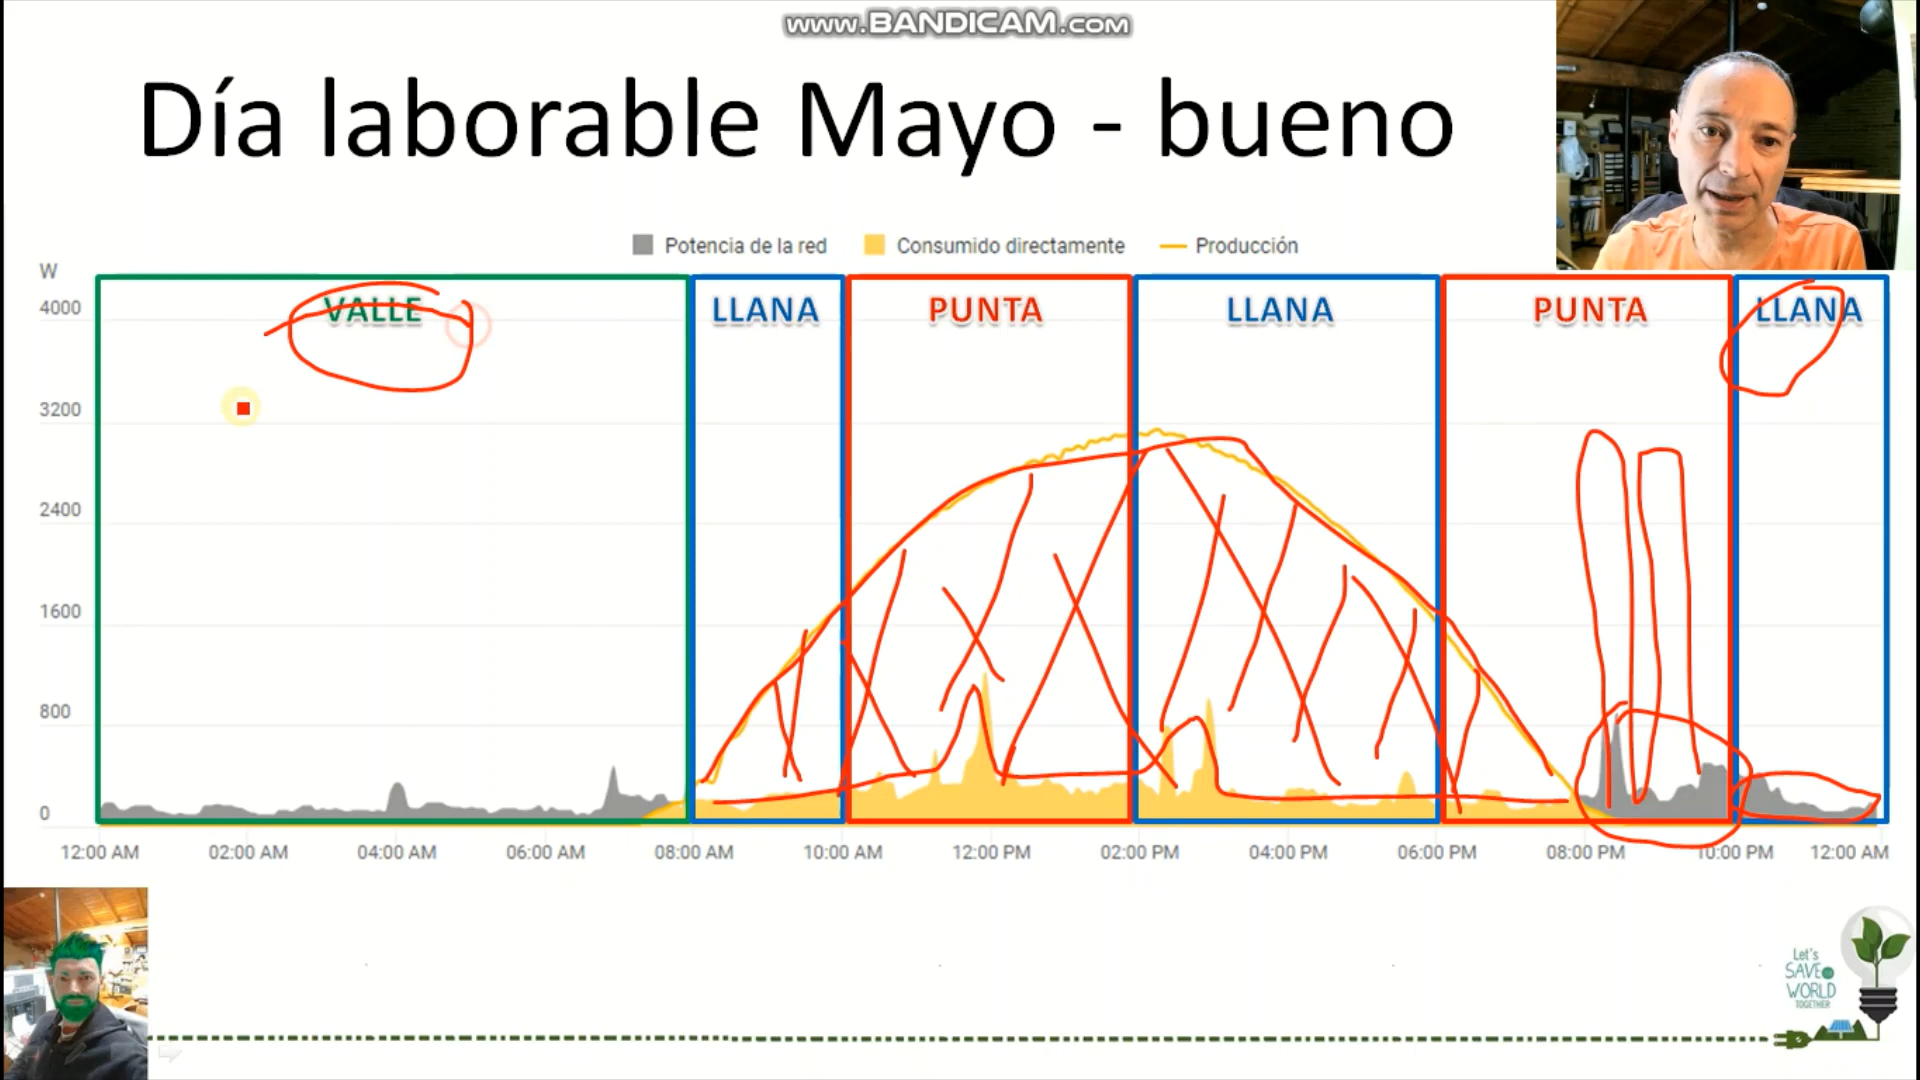 www.BANDICAM.com
Día laborable Mayo - bueno
Potencia de la red Consumido directamente Producción
W
VALLE LLANA PUNTA LLANA PUNTA LLANA
4000
3200
2400
1600
800
0
12:00 AM 02:00 AM 04:00 AM 06:00 AM 08:00 AM 10:00 AM 12:00 PM 02:00 PM 04:00 PM 06:00 PM 08:00 PM 10:00 PM 12:00 AM
Let's
SAVE
WORLD
TOGETHER